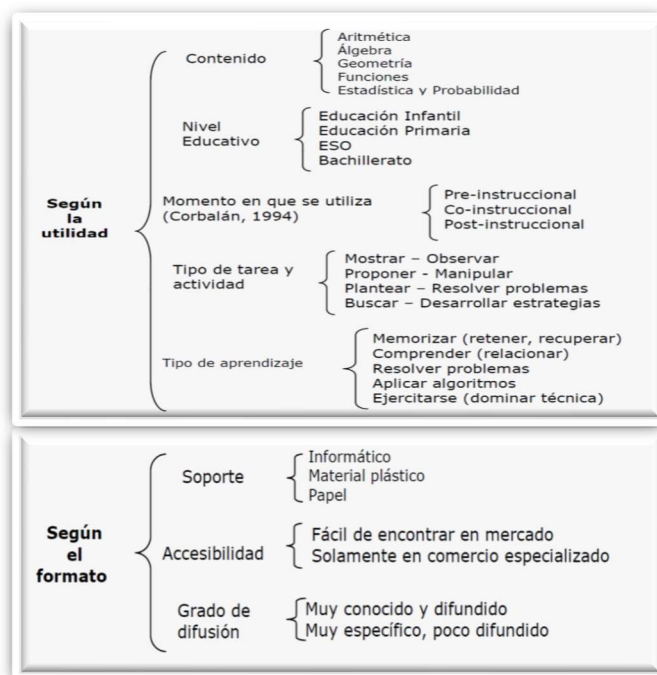 Según
la
utilidad
Contenido
Aritmética
Álgebra
Geometría
Funciones
Estadística y Probabilidad
Nivel
Educativo
Educación Infantil
Educación Primaria
ESO
Bachillerato
Momento en que se utiliza
(Corbalán, 1994)
Pre-instruccional
Co-instruccional
Post-instruccional
Tipo de tarea y
actividad
Mostrar – Observar
Proponer - Manipular
Plantear – Resolver problemas
Buscar – Desarrollar estrategias
Tipo de aprendizaje
Memorizar (retener, recuperar)
Comprender (relacionar)
Resolver problemas
Aplicar algoritmos
Ejercitarse (dominar técnica)
Según
el
formato
Soporte
Informático
Material plástico
Papel
Accesibilidad
Fácil de encontrar en mercado
Solamente en comercio especializado
Grado de
difusión
Muy conocido y difundido
Muy específico, poco difundido